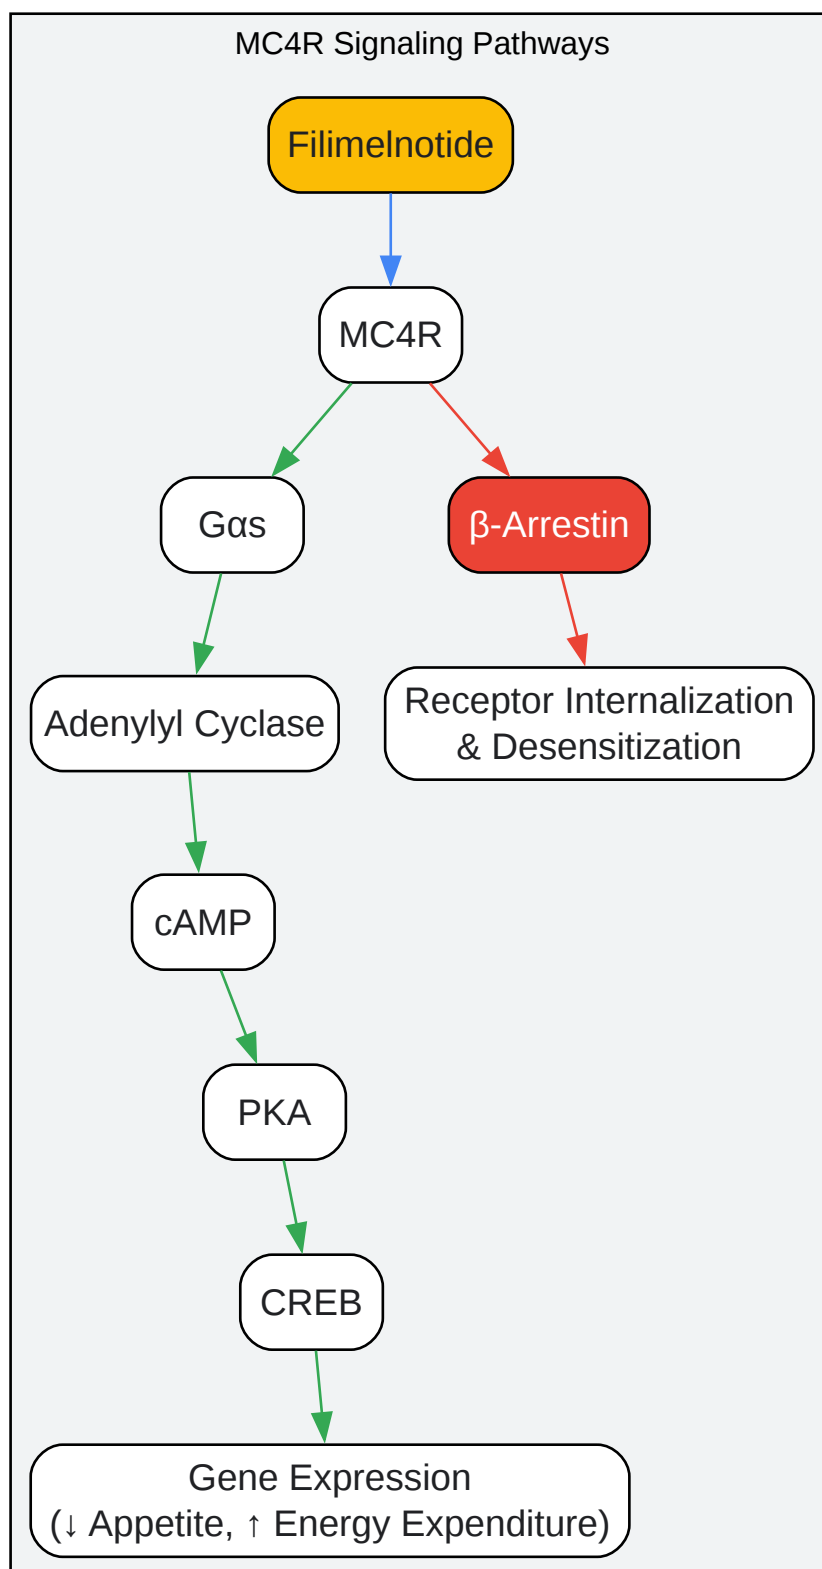 MC4R Signaling Pathways
Filimelnotide
MC4R
Gαs
β-Arrestin
Adenylyl Cyclase
Receptor Internalization
& Desensitization
cAMP
PKA
CREB
Gene Expression
(↓ Appetite, ↑ Energy Expenditure)